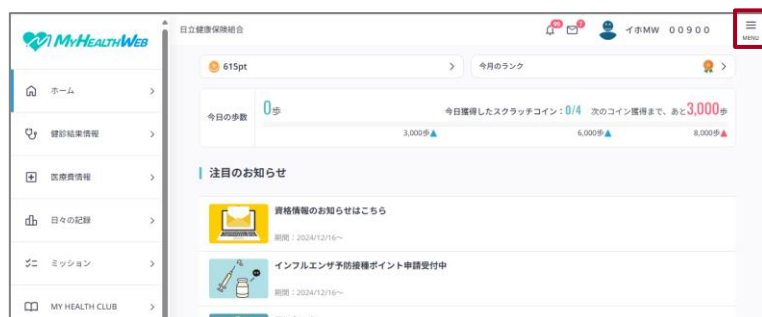 MYHEALTHWEB
日立健康保険組合
99
7
イホMW 00900
MENU
615pt
今月のランク
今日の歩数
0歩
今日獲得したスクラッチコイン：0/4 次のコイン獲得まで、あと3,000歩
3,000歩▲
6,000歩▲
8,000歩▲
ホーム
健診結果情報
医療費情報
日々の記録
ミッション
MY HEALTH CLUB
注目のお知らせ
資格情報のお知らせはこちら
期間：2024/12/16～
インフルエンザ予防接種ポイント申請受付中
期間：2024/12/16～